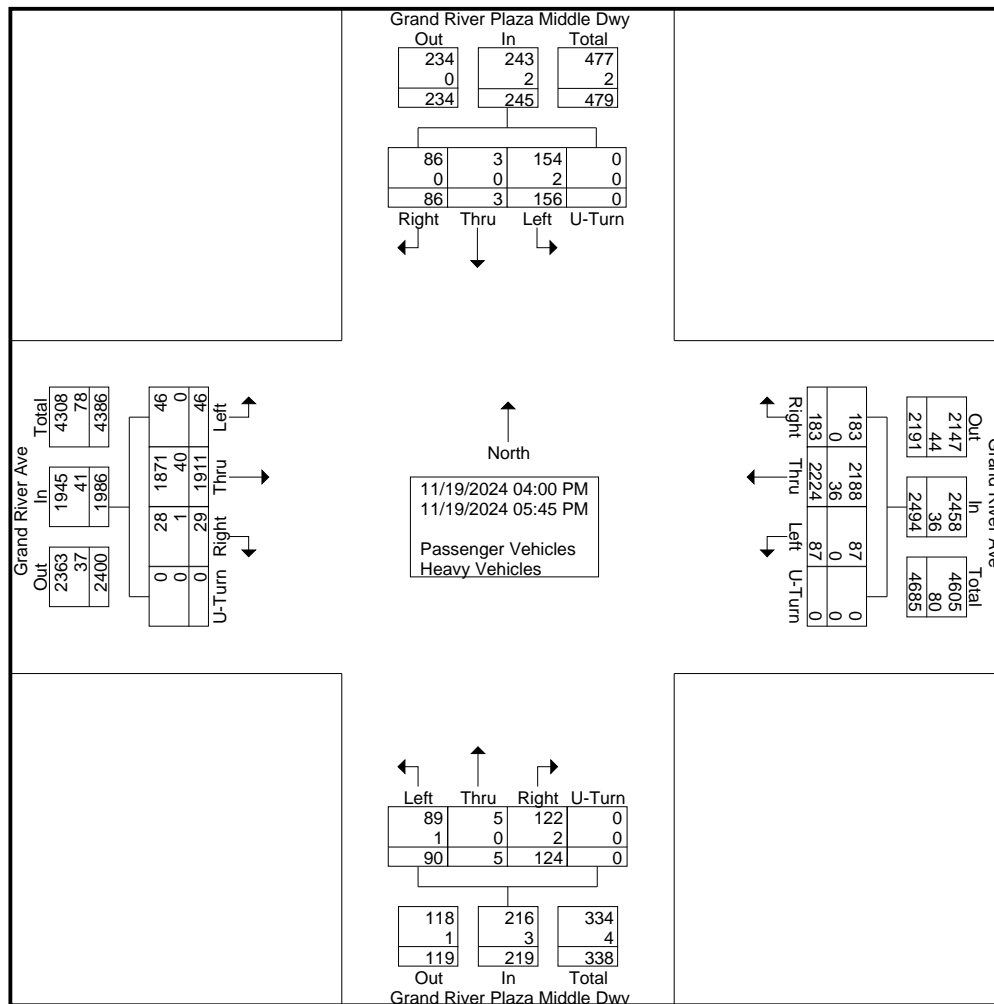 Grand River Plaza Middle Dwy
Out In Total
234 243 477
0 2 2
234 245 479
86 3 154 0
0 0 2 0
86 3 156 0
Right Thru Left U-Turn
Grand River Ave
Total In Out
4308 1945 2363
78 41 37
4386 1986 2400
46 1871 28 0
0 40 1 0
46 1911 29 0
Left Thru Right U-Turn
North
11/19/2024 04:00 PM
11/19/2024 05:45 PM
Passenger Vehicles
Heavy Vehicles
Right Thru Left U-Turn
183 2188 87 0
0 36 0 0
183 2224 87 0
Out In Total
2147 2458 4605
44 36 80
2191 2494 4685
Grand River Ave
Left Thru Right U-Turn
89 5 122 0
1 0 2 0
90 5 124 0
118 216 334
1 3 4
119 219 338
Out In Total
Grand River Plaza Middle Dwy